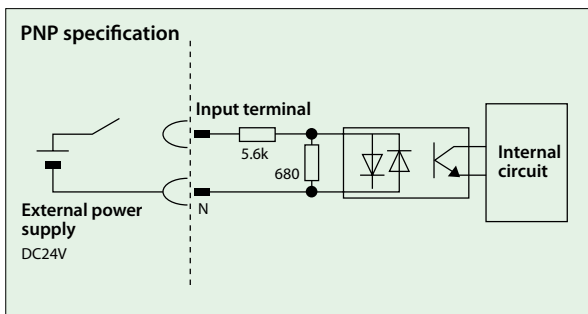 PNP specification
Input terminal
5.6k
680
Internal
circuit
N
External power
supply
DC24V